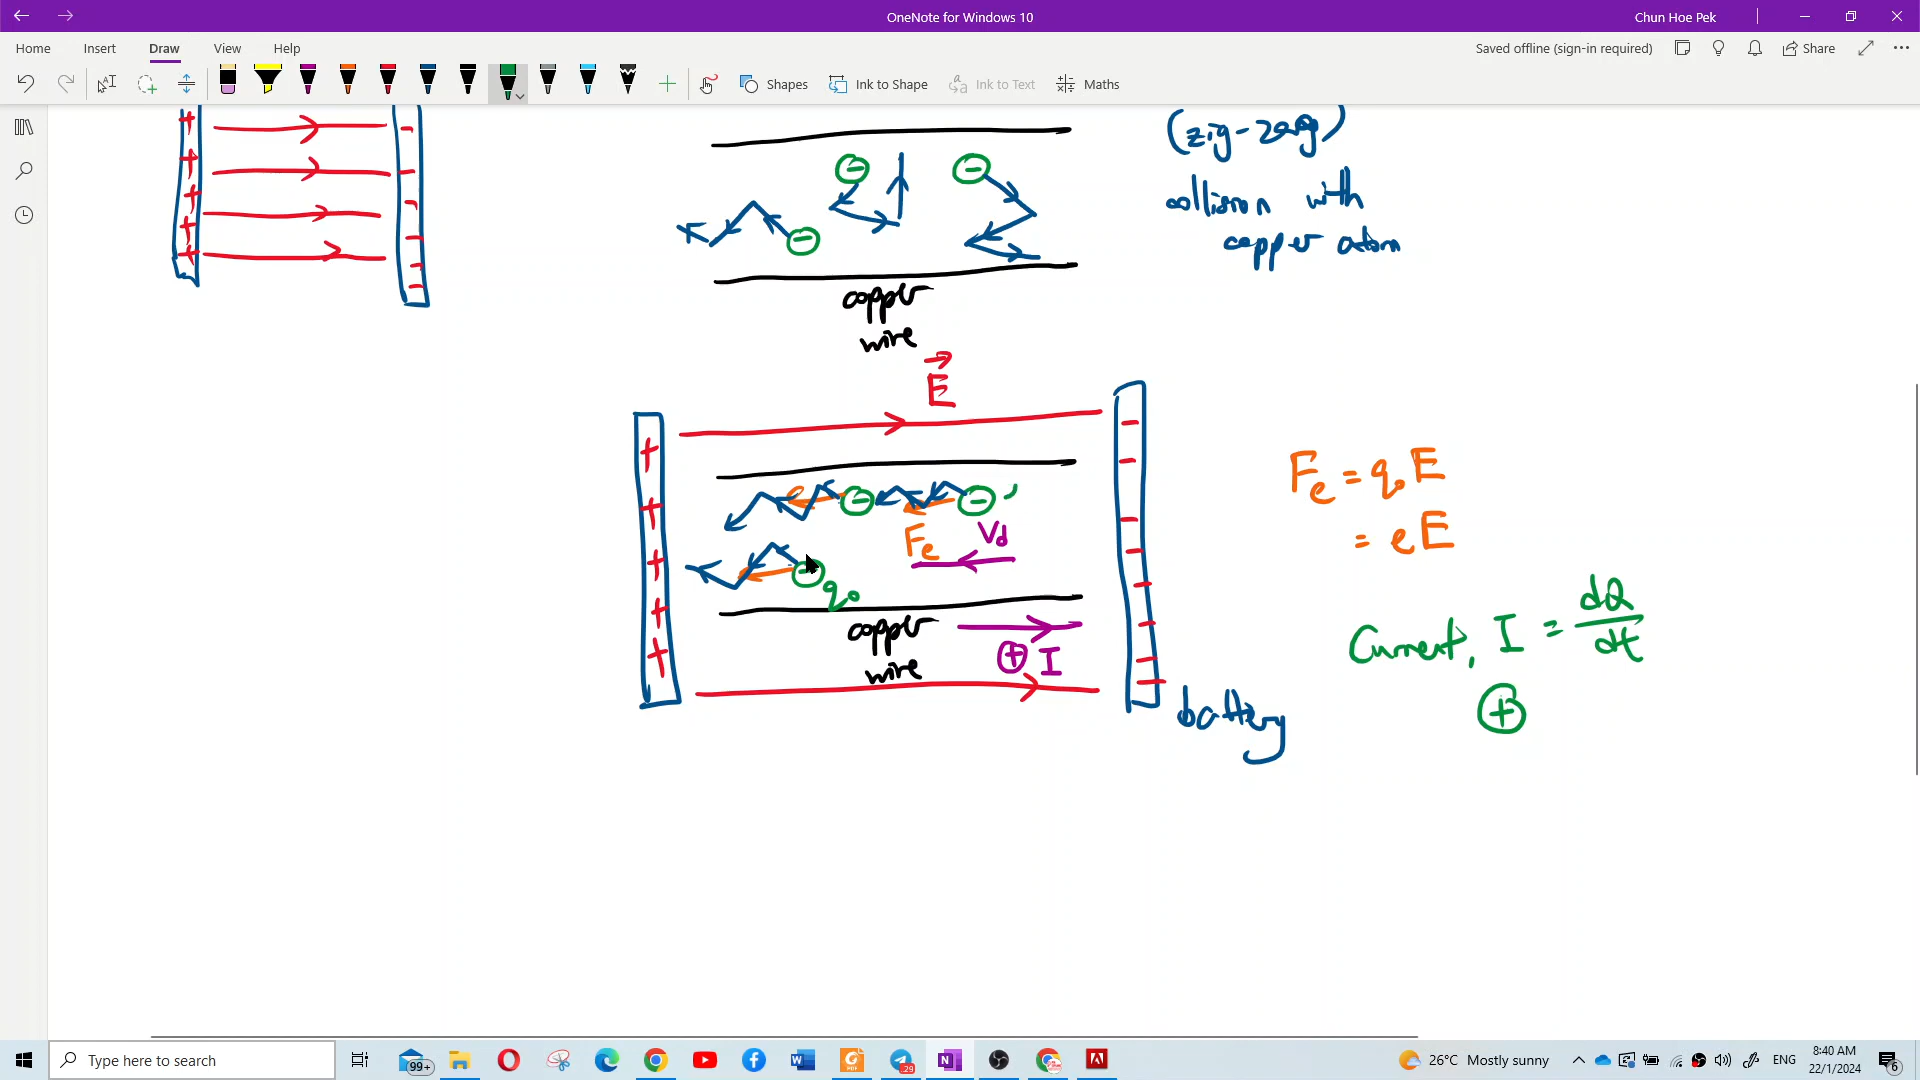 OneNote for Windows 10
Chun Hoe Pek
Home Insert Draw View Help
Saved offline (sign-in required)
Share
Shapes
Ink to Shape
Ink to Text
Maths
(zig-zag)
collision with
copper atom
copper
wire
E
Fe = q₀E
= eE
Fe
Vd
q₀
copper
wire
I
Current, I = dQ/dt
battery
Type here to search
99+
29
26°C Mostly sunny
ENG
8:40 AM
22/1/2024
6